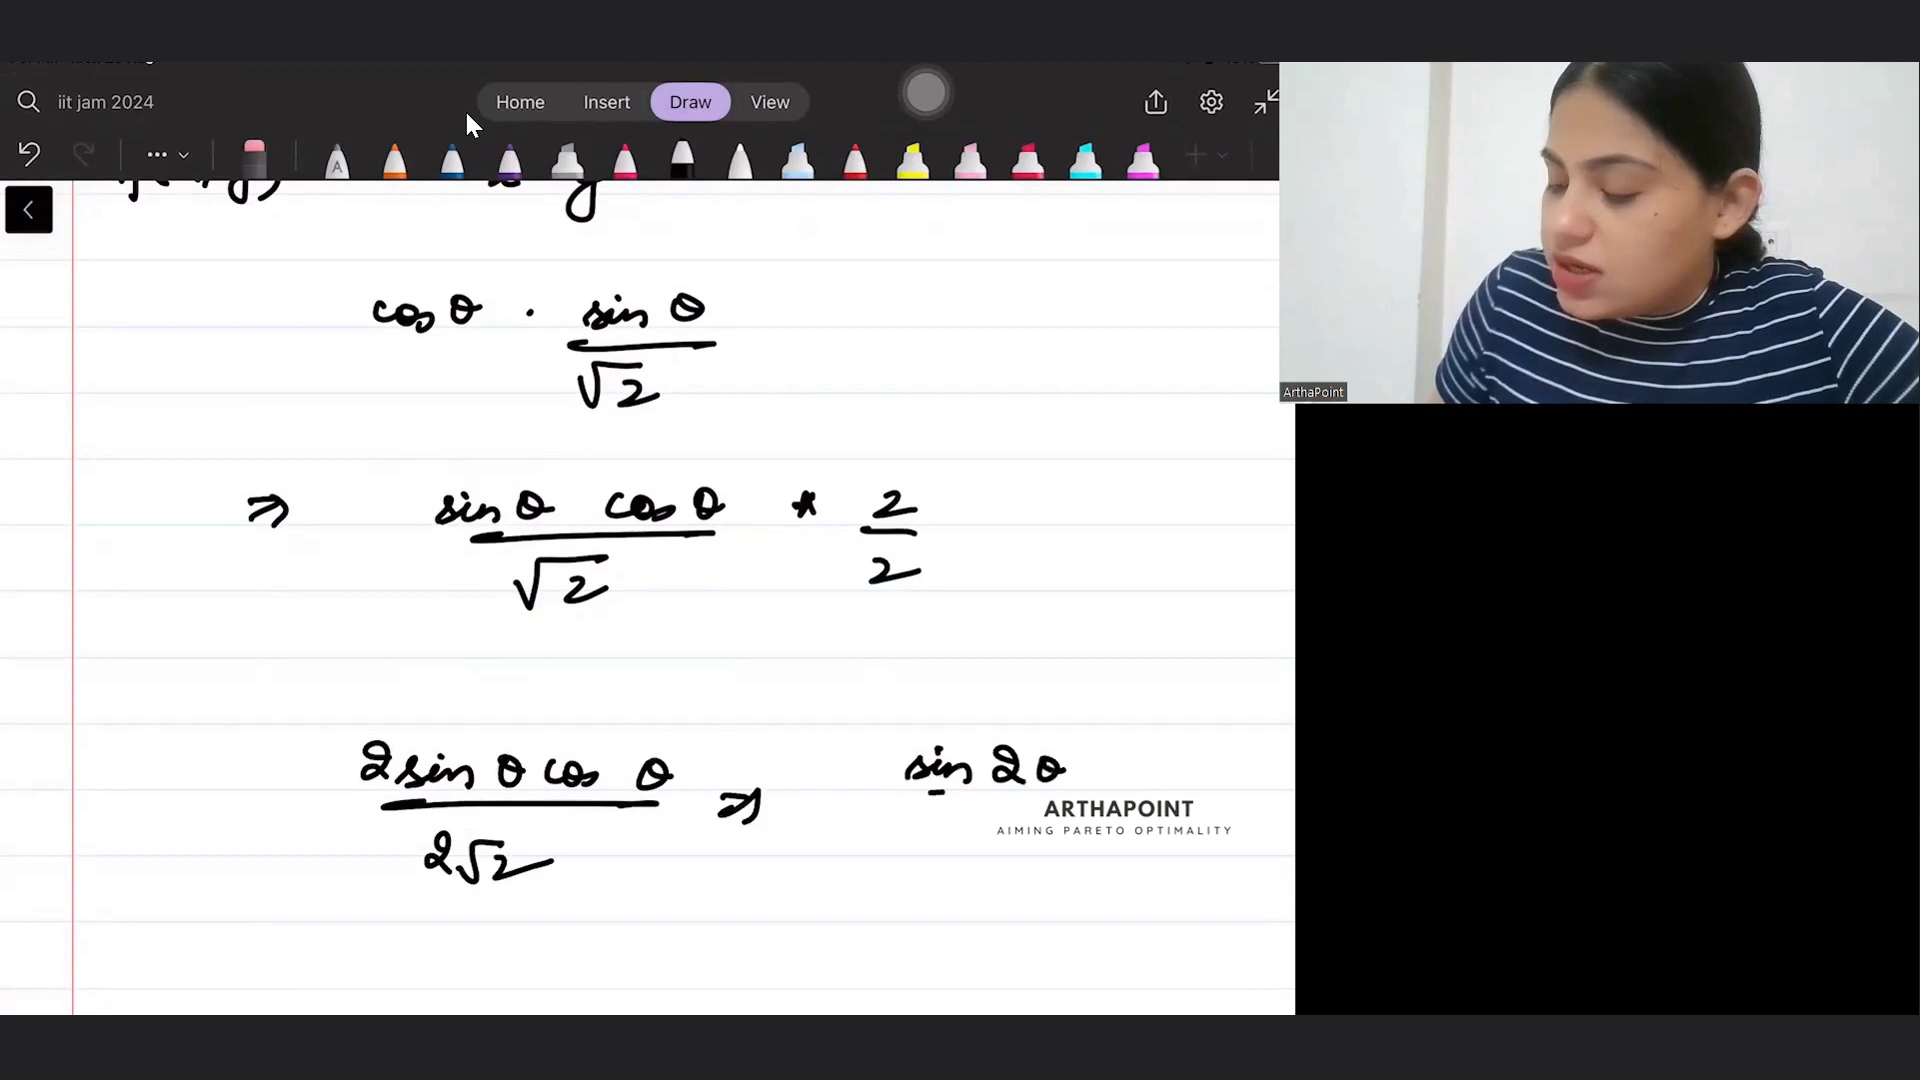 iit jam 2024
Home Insert Draw View
A
cos θ · sin θ
√2
⇒ sin θ cos θ * 2
√2 2
2 sin θ cos θ ⇒ sin 2θ
2√2
ARTHAPOINT
AIMING PARETO OPTIMALITY
ArthaPoint